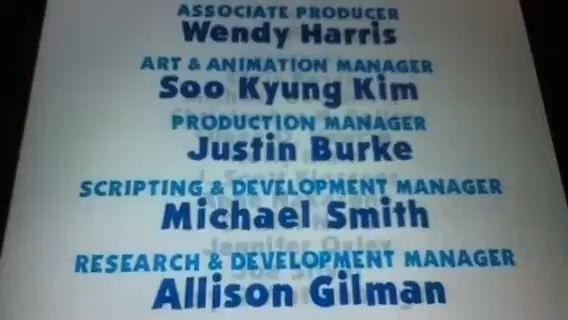 ASSOCIATE PRODUCER
Wendy Harris
ART & ANIMATION MANAGER
Soo Kyung Kim
PRODUCTION MANAGER
Justin Burke
SCRIPTING & DEVELOPMENT MANAGER
Michael Smith
RESEARCH & DEVELOPMENT MANAGER
Allison Gilman